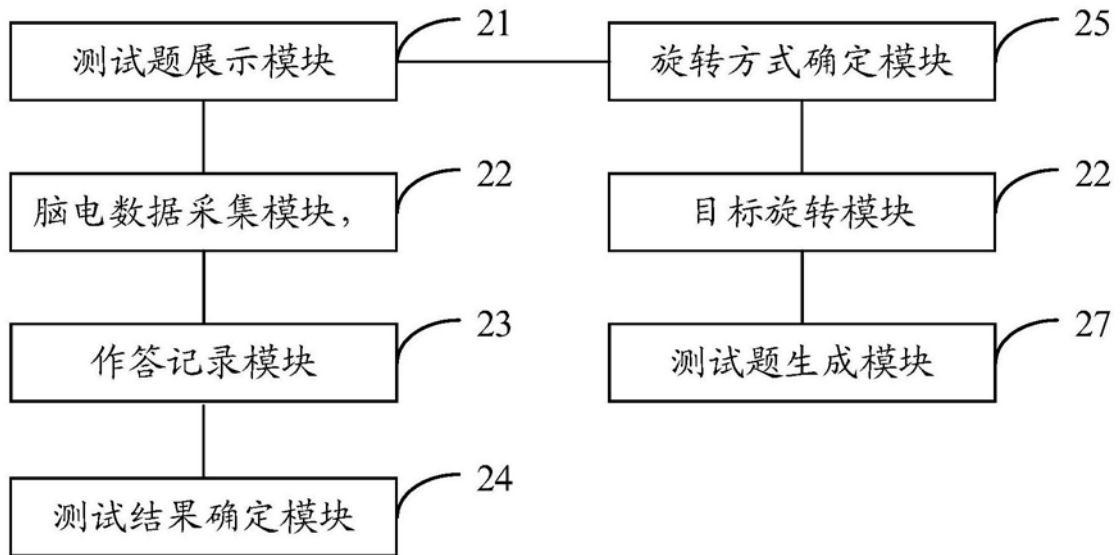 21
测试题展示模块
25
旋转方式确定模块
22
脑电数据采集模块,
22
目标旋转模块
23
作答记录模块
27
测试题生成模块
24
测试结果确定模块